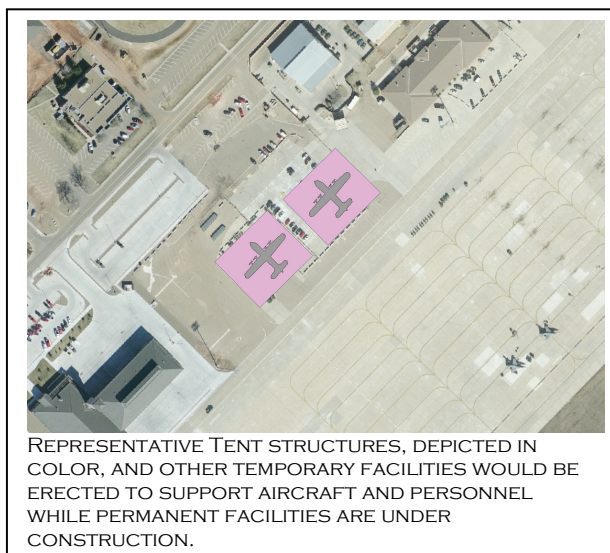 REPRESENTATIVE TENT STRUCTURES, DEPICTED IN
COLOR, AND OTHER TEMPORARY FACILITIES WOULD BE
ERECTED TO SUPPORT AIRCRAFT AND PERSONNEL
WHILE PERMANENT FACILITIES ARE UNDER
CONSTRUCTION.